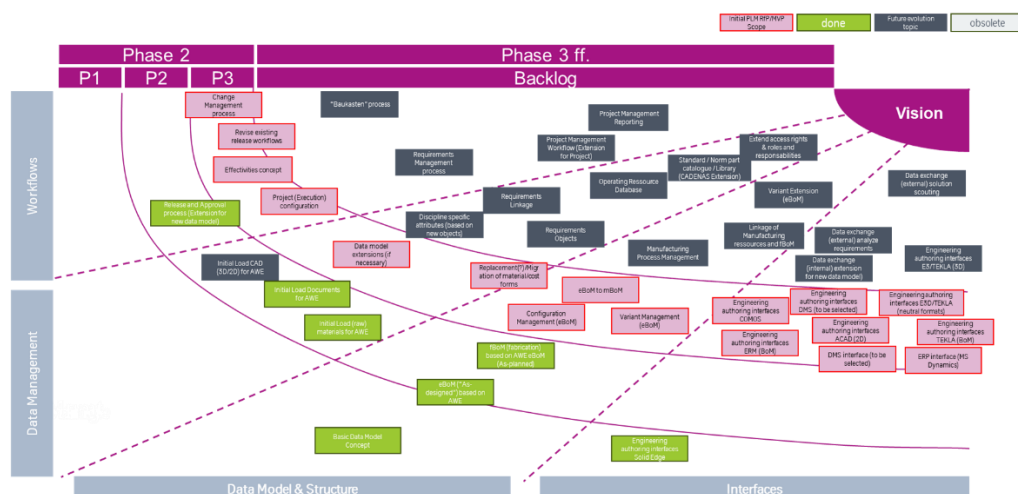 Initial PLM RfP/MVP
Scope
done
Future evolution
topic
obsolete
Phase 2
Phase 3 ff.
P1
P2
P3
Backlog
Vision
Workflows
Data Management
Change
Management
process
"Baukasten" process
Revise existing
release workflows
Effectivities concept
Requirements
Management
process
Project Management
Reporting
Project Management
Workflow (Extension
for Project)
Extend access rights
& roles and
responsabilities
Standard / Norm part
catalogue / Library
(CADENAS Extension)
Operating Ressource
Database
Variant Extension
(eBoM)
Data exchange
(external) solution
scouting
Release and Approval
process (Extension for
new data model)
Project (Execution)
configuration
Requirements
Linkage
Discipline specific
attributes (based on
new objects)
Requirements
Objects
Linkage of
Manufacturing
ressources and fBoM
Data exchange
(external) analyze
requirements
Manufacturing
Process Management
Data model
extensions (if
necessary)
Initial Load CAD
(3D/2D) for AWE
Data exchange
(internal) extension
for new data model)
Engineering
authoring interfaces
E3/TEKLA (3D)
Replacement(?)/Migr
ation of material/cost
forms
Initial Load Documents
for AWE
eBoM to mBoM
Configuration
Management (eBoM)
Variant Management
(eBoM)
Engineering
authoring interfaces
COMOS
Engineering
authoring interfaces
DMS (to be selected)
Engineering authoring
interfaces E3D/TEKLA
(neutral formats)
Initial Load (raw)
materials for AWE
Engineering
authoring interfaces
ERM (BoM)
Engineering
authoring interfaces
ACAD (2D)
Engineering
authoring interfaces
TEKLA (BoM)
fBoM (fabrication)
based on AWE eBoM
(As-planned)
DMS interface (to be
selected)
ERP interface (MS
Dynamics)
eBoM ("As-
designed") based on
AWE
Basic Data Model
Concept
Engineering
authoring interfaces
Solid Edge
Data Model & Structure
Interfaces